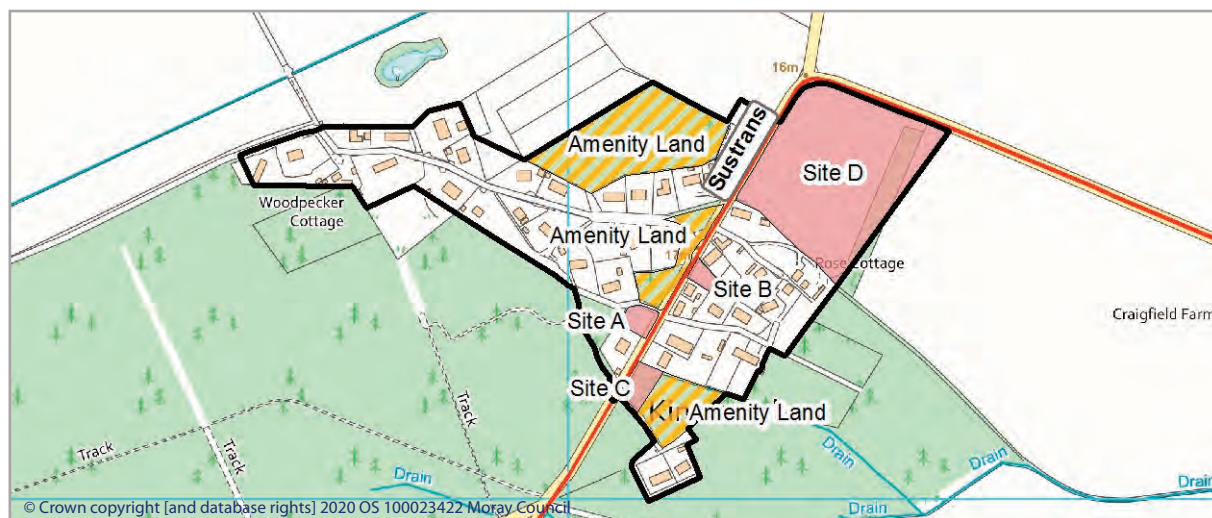 16m
Amenity Land
Sustrans
Site D
Woodpecker
Cottage
Amenity Land
Rose Cottage
Site B
Craigfield Farm
Site A
Site C
Amenity Land
Track
Track
Track
Drain
Drain
Drain
Drain
© Crown copyright [and database rights] 2020 OS 100023422 Moray Council